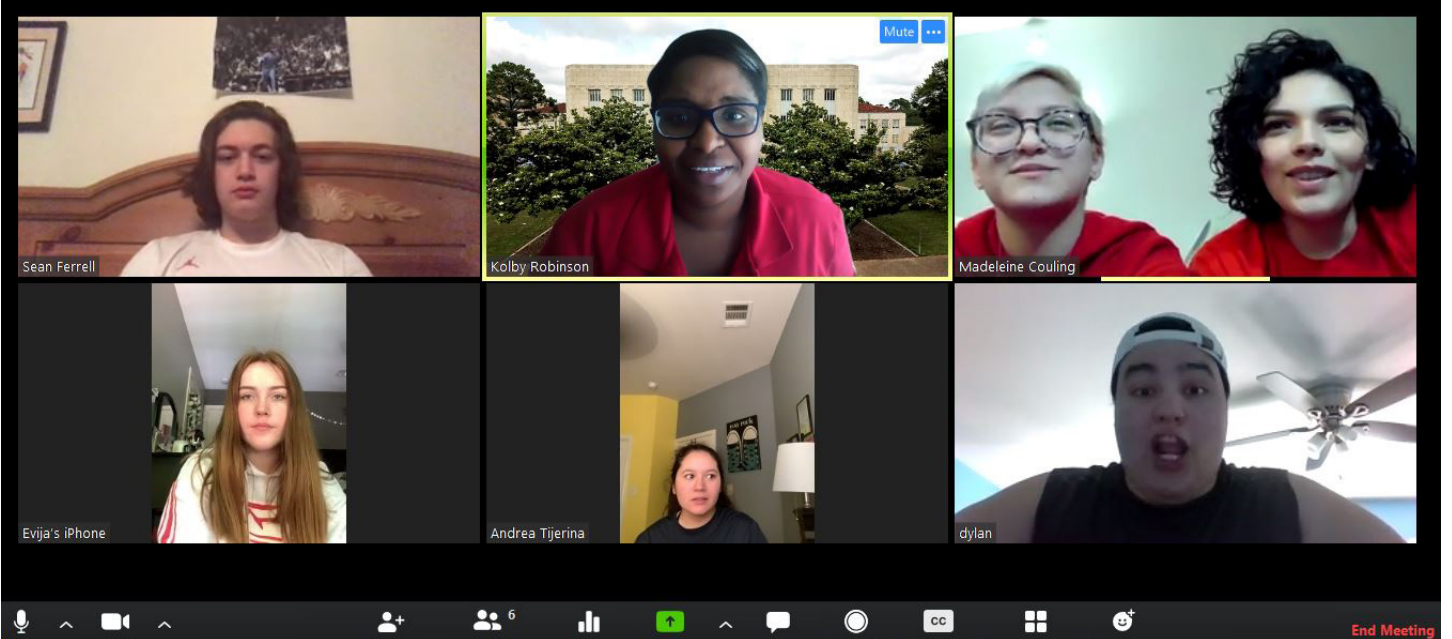 Mute
Sean Ferrell
Kolby Robinson
Madeleine Couling
Evija's iPhone
Andrea Tijerina
dylan
6
CC
End Meeting